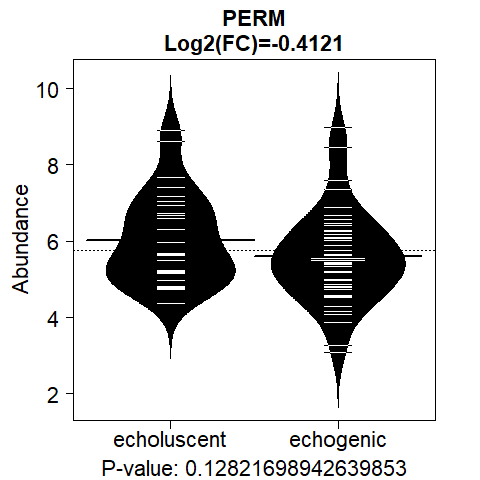 PERM
Log2(FC)=-0.4121
Abundance
10
8
6
4
2
echoluscent echogenic
P-value: 0.12821698942639853